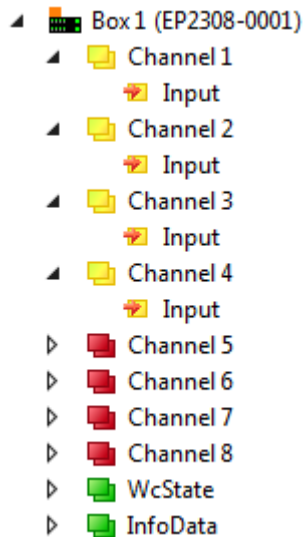 Box 1 (EP2308-0001)
Channel 1
Input
Channel 2
Input
Channel 3
Input
Channel 4
Input
Channel 5
Channel 6
Channel 7
Channel 8
WcState
InfoData